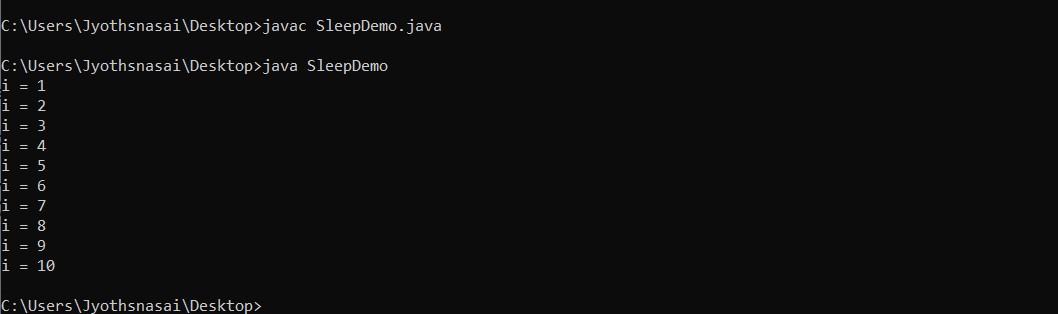 C:\Users\Jyothsnasai\Desktop>javac SleepDemo.java
C:\Users\Jyothsnasai\Desktop>java SleepDemo
i = 1
i = 2
i = 3
i = 4
i = 5
i = 6
i = 7
i = 8
i = 9
i = 10
C:\Users\Jyothsnasai\Desktop>